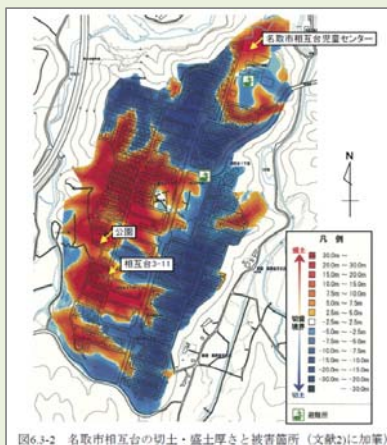 名取市相互台児童センター
公園
相互台3-11
N
凡例
盛土
切盛境界
切土
30.0m ~
20.0m ~ 30.0m
15.0m ~ 20.0m
10.0m ~ 15.0m
7.5m ~ 10.0m
5.0m ~ 7.5m
2.5m ~ 5.0m
-2.5m ~ 2.5m
-5.0m ~ -2.5m
-7.5m ~ -5.0m
-10.0m ~ -7.5m
-15.0m ~ -10.0m
-20.0m ~ -15.0m
-30.0m ~ -20.0m
~ -30.0m
避難所
図6.3-2 名取市相互台の切土・盛土厚さと被害箇所（文献2)に加筆）